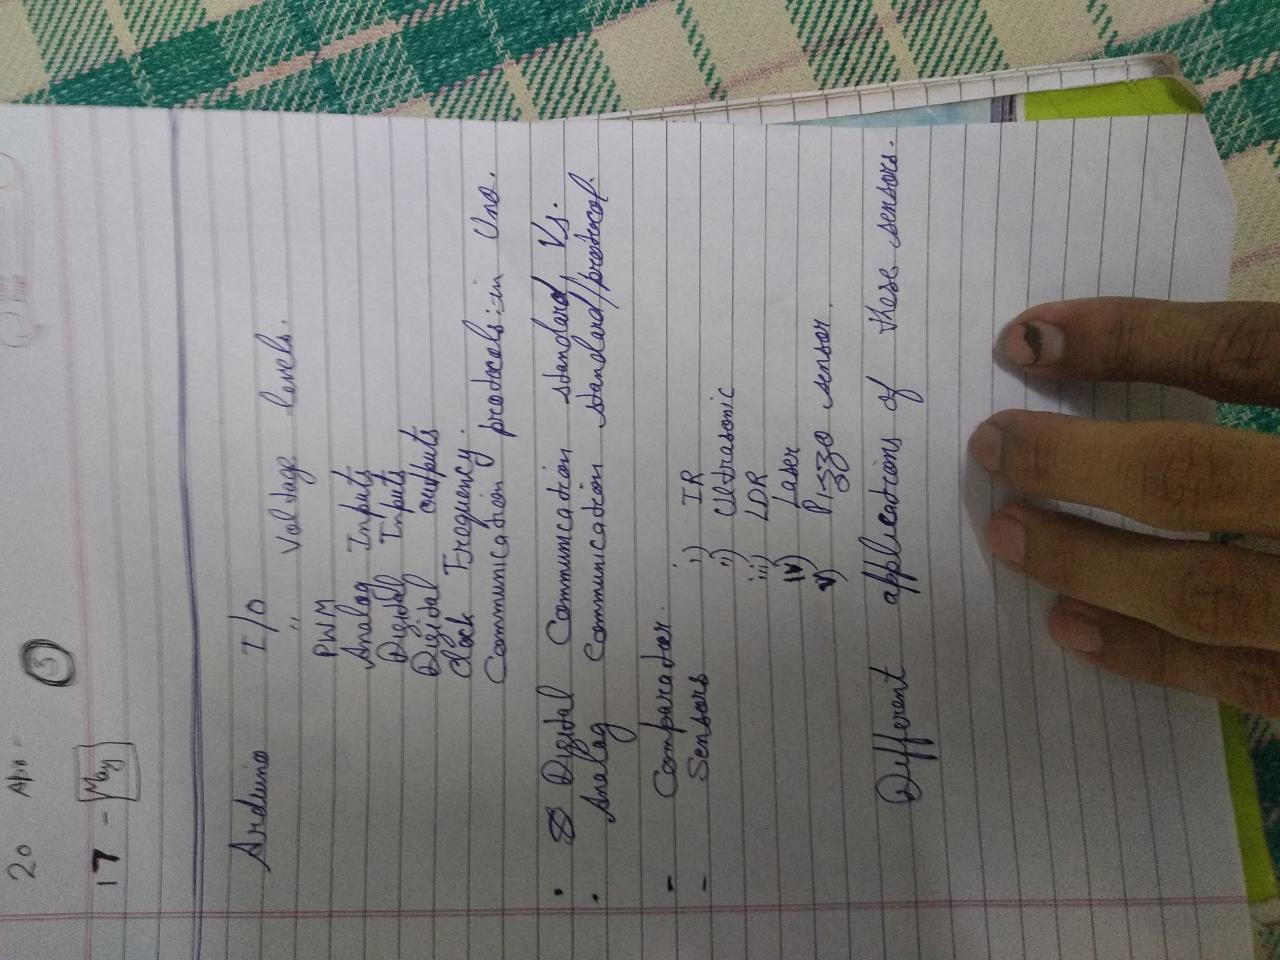 20 Apr -
17 - May 3
Arduino I/O
" Voltage levels.
PWM
Analog Inputs
Digital Inputs
Digital outputs
Clock Frequency.
Communication protocols in Uno.
• Digital Communication standard Vs.
• Analog Communication standard/protocol.
- Comparator.
- Sensors i) IR
ii) Ultrasonic
iii) LDR
iv) Laser
v) Pizzo sensor.
Different applications of these sensors.